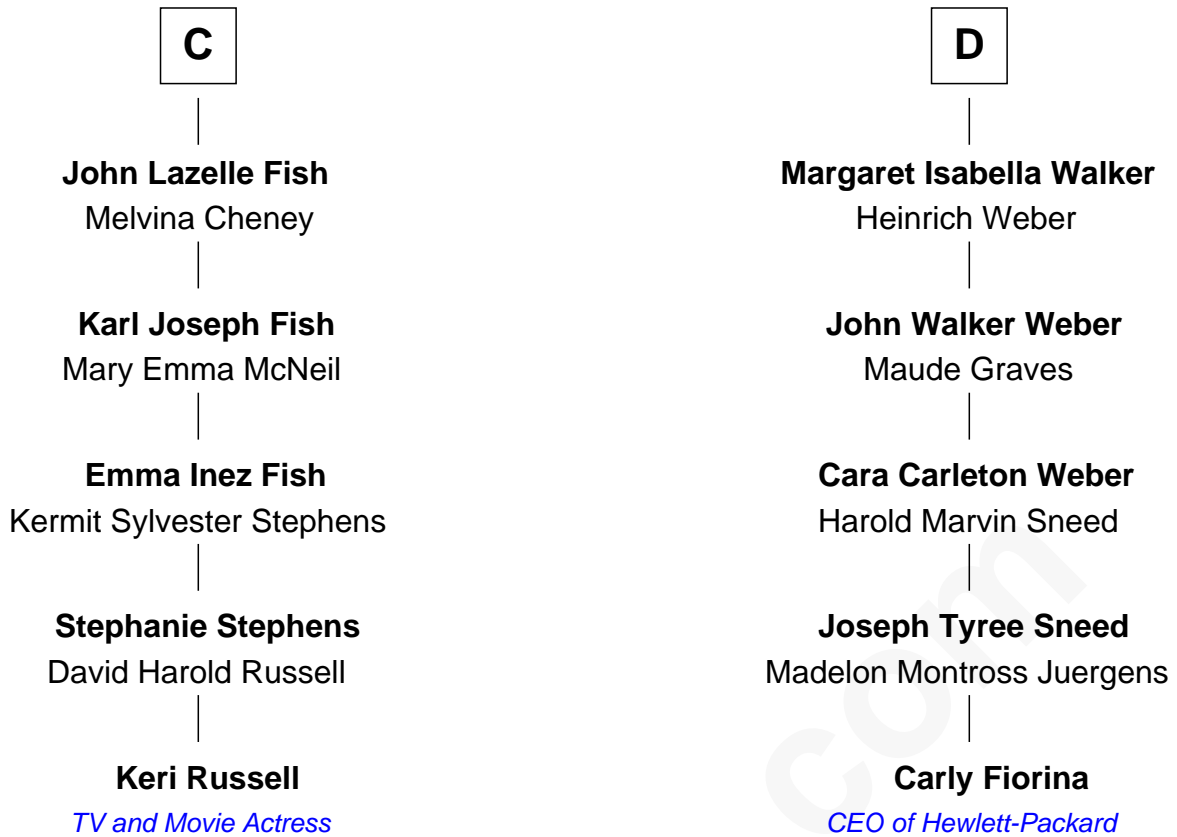 C
John Lazelle Fish
Melvina Cheney
Karl Joseph Fish
Mary Emma McNeil
Emma Inez Fish
Kermit Sylvester Stephens
Stephanie Stephens
David Harold Russell
Keri Russell
TV and Movie Actress
D
Margaret Isabella Walker
Heinrich Weber
John Walker Weber
Maude Graves
Cara Carleton Weber
Harold Marvin Sneed
Joseph Tyree Sneed
Madelon Montross Juergens
Carly Fiorina
CEO of Hewlett-Packard
com